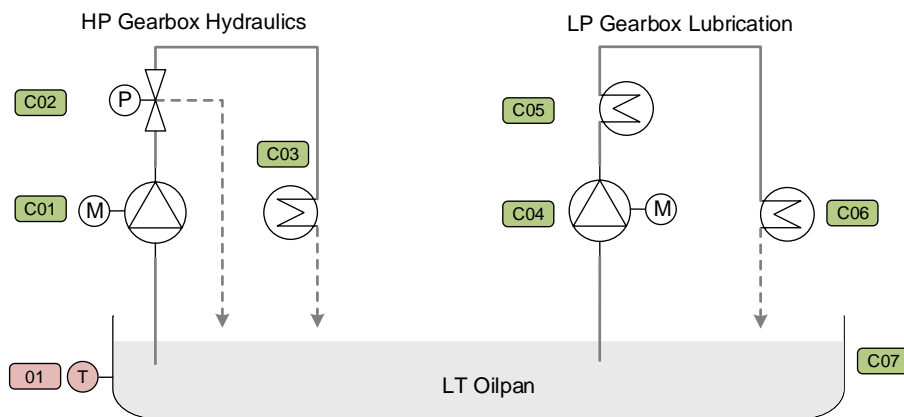 HP Gearbox Hydraulics
LP Gearbox Lubrication
C02
P
C05
C03
C01
M
C04
M
C06
01
T
LT Oilpan
C07